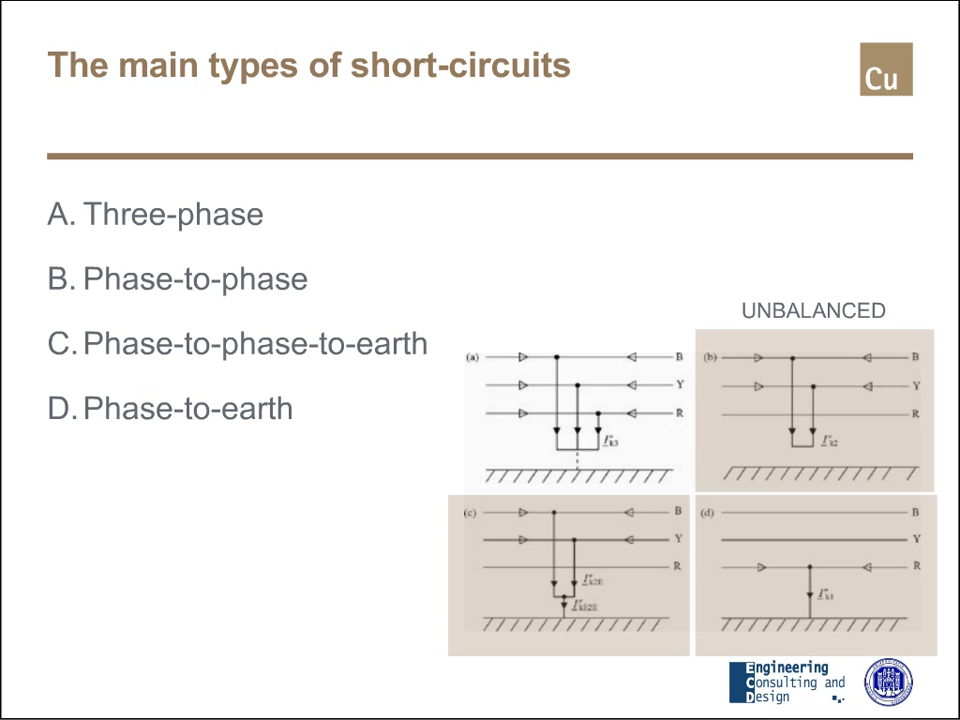 The main types of short-circuits
Cu
A. Three-phase
B. Phase-to-phase
C. Phase-to-phase-to-earth
D. Phase-to-earth
UNBALANCED
(a) B
Y
R
I"k3
(b) B
Y
R
I"k2
(c) B
Y
R
I"k2E
I"kE2E
(d) B
Y
R
I"k1
Engineering
Consulting and
Design